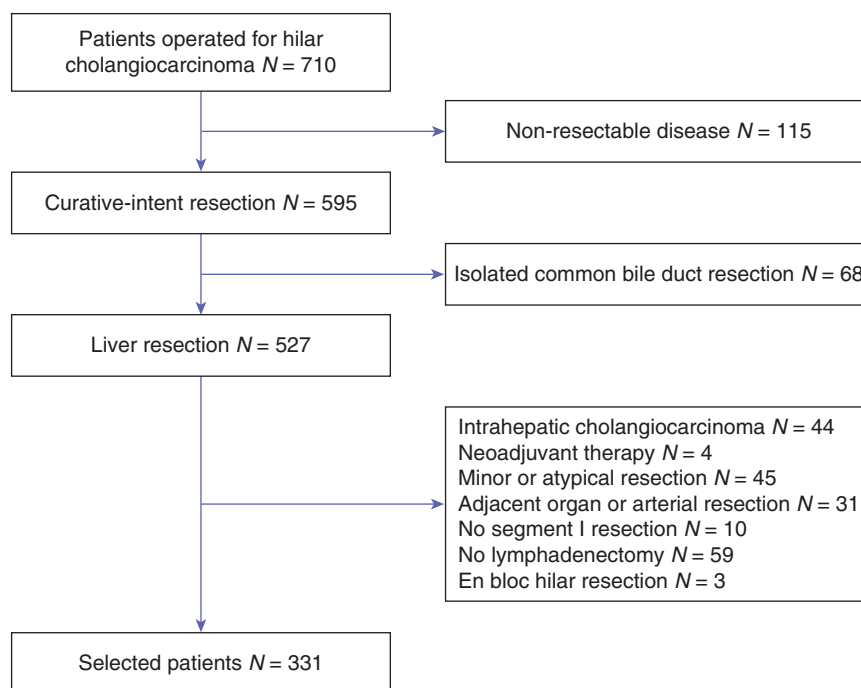 Patients operated for hilar
cholangiocarcinoma N = 710
Non-resectable disease N = 115
Curative-intent resection N = 595
Isolated common bile duct resection N = 68
Liver resection N = 527
Intrahepatic cholangiocarcinoma N = 44
Neoadjuvant therapy N = 4
Minor or atypical resection N = 45
Adjacent organ or arterial resection N = 31
No segment I resection N = 10
No lymphadenectomy N = 59
En bloc hilar resection N = 3
Selected patients N = 331